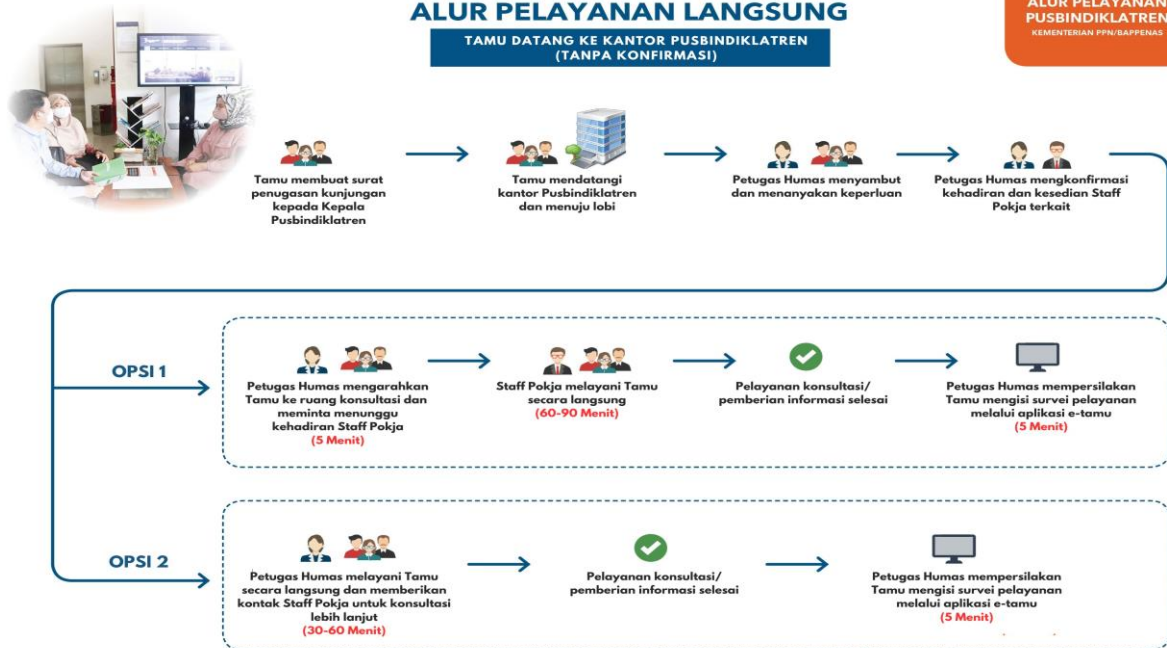 ALUR PELAYANAN LANGSUNG
TAMU DATANG KE KANTOR PUSBINDIKLATREN
(TANPA KONFIRMASI)
ALUR PELAYANAN
PUSBINDIKLATREN
KEMENTERIAN PPN/BAPPENAS
Tamu membuat surat
penugasan kunjungan
kepada Kepala
Pusbindiklatren
Tamu mendatangi
kantor Pusbindiklatren
dan menuju lobi
Petugas Humas menyambut
dan menanyakan keperluan
Petugas Humas mengkonfirmasi
kehadiran dan kesedian Staff
Pokja terkait
OPSI 1
Petugas Humas mengarahkan
Tamu ke ruang konsultasi dan
meminta menunggu
kehadiran Staff Pokja
(5 Menit)
Staff Pokja melayani Tamu
secara langsung
(60-90 Menit)
Pelayanan konsultasi/
pemberian informasi selesai
Petugas Humas mempersilakan
Tamu mengisi survei pelayanan
melalui aplikasi e-tamu
(5 Menit)
OPSI 2
Petugas Humas melayani Tamu
secara langsung dan memberikan
kontak Staff Pokja untuk konsultasi
lebih lanjut
(30-60 Menit)
Pelayanan konsultasi/
pemberian informasi selesai
Petugas Humas mempersilakan
Tamu mengisi survei pelayanan
melalui aplikasi e-tamu
(5 Menit)